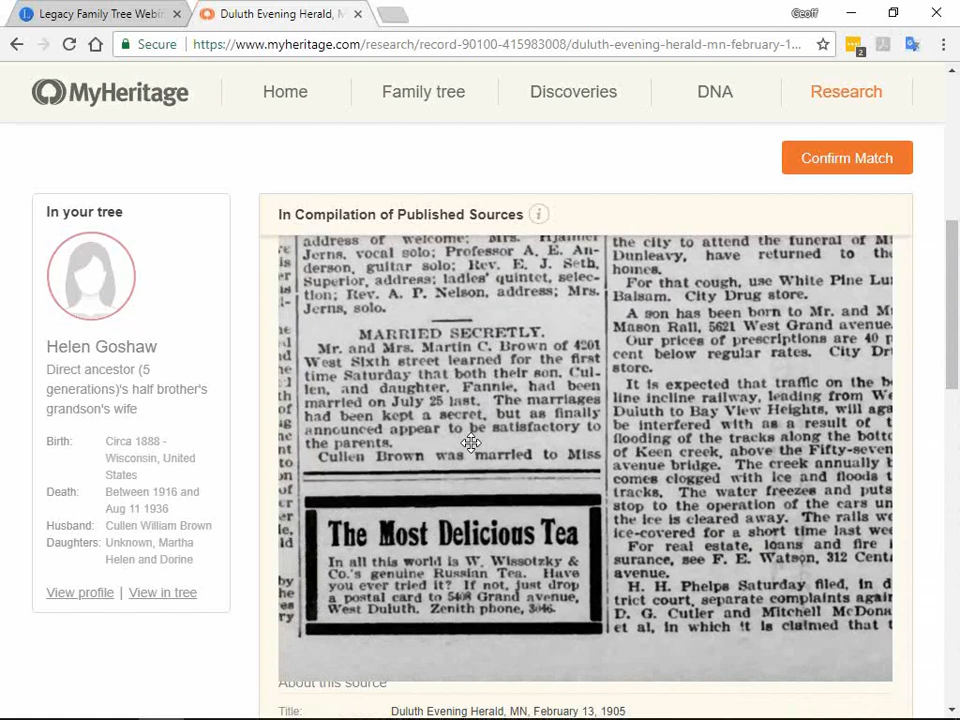 Legacy Family Tree Webin
Duluth Evening Herald, M
Geoff
Secure
https://www.myheritage.com/research/record-90100-415983008/duluth-evening-herald-mn-february-1...
2
MyHeritage
Home
Family tree
Discoveries
DNA
Research
Confirm Match
In your tree
Helen Goshaw
Direct ancestor (5
generations)'s half brother's
grandson's wife
Birth: Circa 1888 -
Wisconsin, United
States
Death: Between 1916 and
Aug 11 1936
Husband: Cullen William Brown
Daughters: Unknown, Martha
Helen and Dorine
View profile | View in tree
In Compilation of Published Sources
address of welcome; Mrs. Hjalmer
Jerns, vocal solo; Professor A. E. An-
derson, guitar solo; Rev. E. J. Seth,
Superior, address; ladies' quintet, selec-
tion; Rev. A. P. Nelson, address; Mrs.
Jerns, solo.
MARRIED SECRETLY.
Mr. and Mrs. Martin C. Brown of 4201
West Sixth street learned for the first
time Saturday that both their son, Cul-
len, and daughter, Fannie, had been
married on July 25 last. The marriages
had been kept a secret, but as finally
announced appear to be satisfactory to
the parents.
Cullen Brown was married to Miss
The Most Delicious Tea
In all this world is W. Wissotzky &
Co.'s genuine Russian Tea. Have
you ever tried it? If not, just drop
a postal card to 5408 Grand avenue,
West Duluth. Zenith phone, 3046.
the city to attend the funeral of M
Dunleavy, have returned to the
homes.
For that cough, use White Pine Lu
Balsam. City Drug store.
A son has been born to Mr. and M
Mason Rall, 5621 West Grand avenue.
Our prices of prescriptions are 40 p
cent below regular rates. City Dr
store.
It is expected that traffic on the b
line incline railway, leading from W
Duluth to Bay View Heights, will aga
be interfered with as a result of t
flooding of the tracks along the botto
of Keen creek, above the Fifty-seven
avenue bridge. The creek annually b
comes clogged with ice and floods t
tracks. The water freezes and puts
stop to the operation of the cars un
the ice is cleared away. The rails we
ice-covered for a short time last wee
For real estate, loans and fire i
surance, see F. E. Watson, 312 Cent
avenue.
H. H. Phelps Saturday filed, in d
trict court, separate complaints again
D. G. Cutler and Mitchell McDona
et al, in which it is claimed that
About this source
Title: Duluth Evening Herald, MN, February 13, 1905